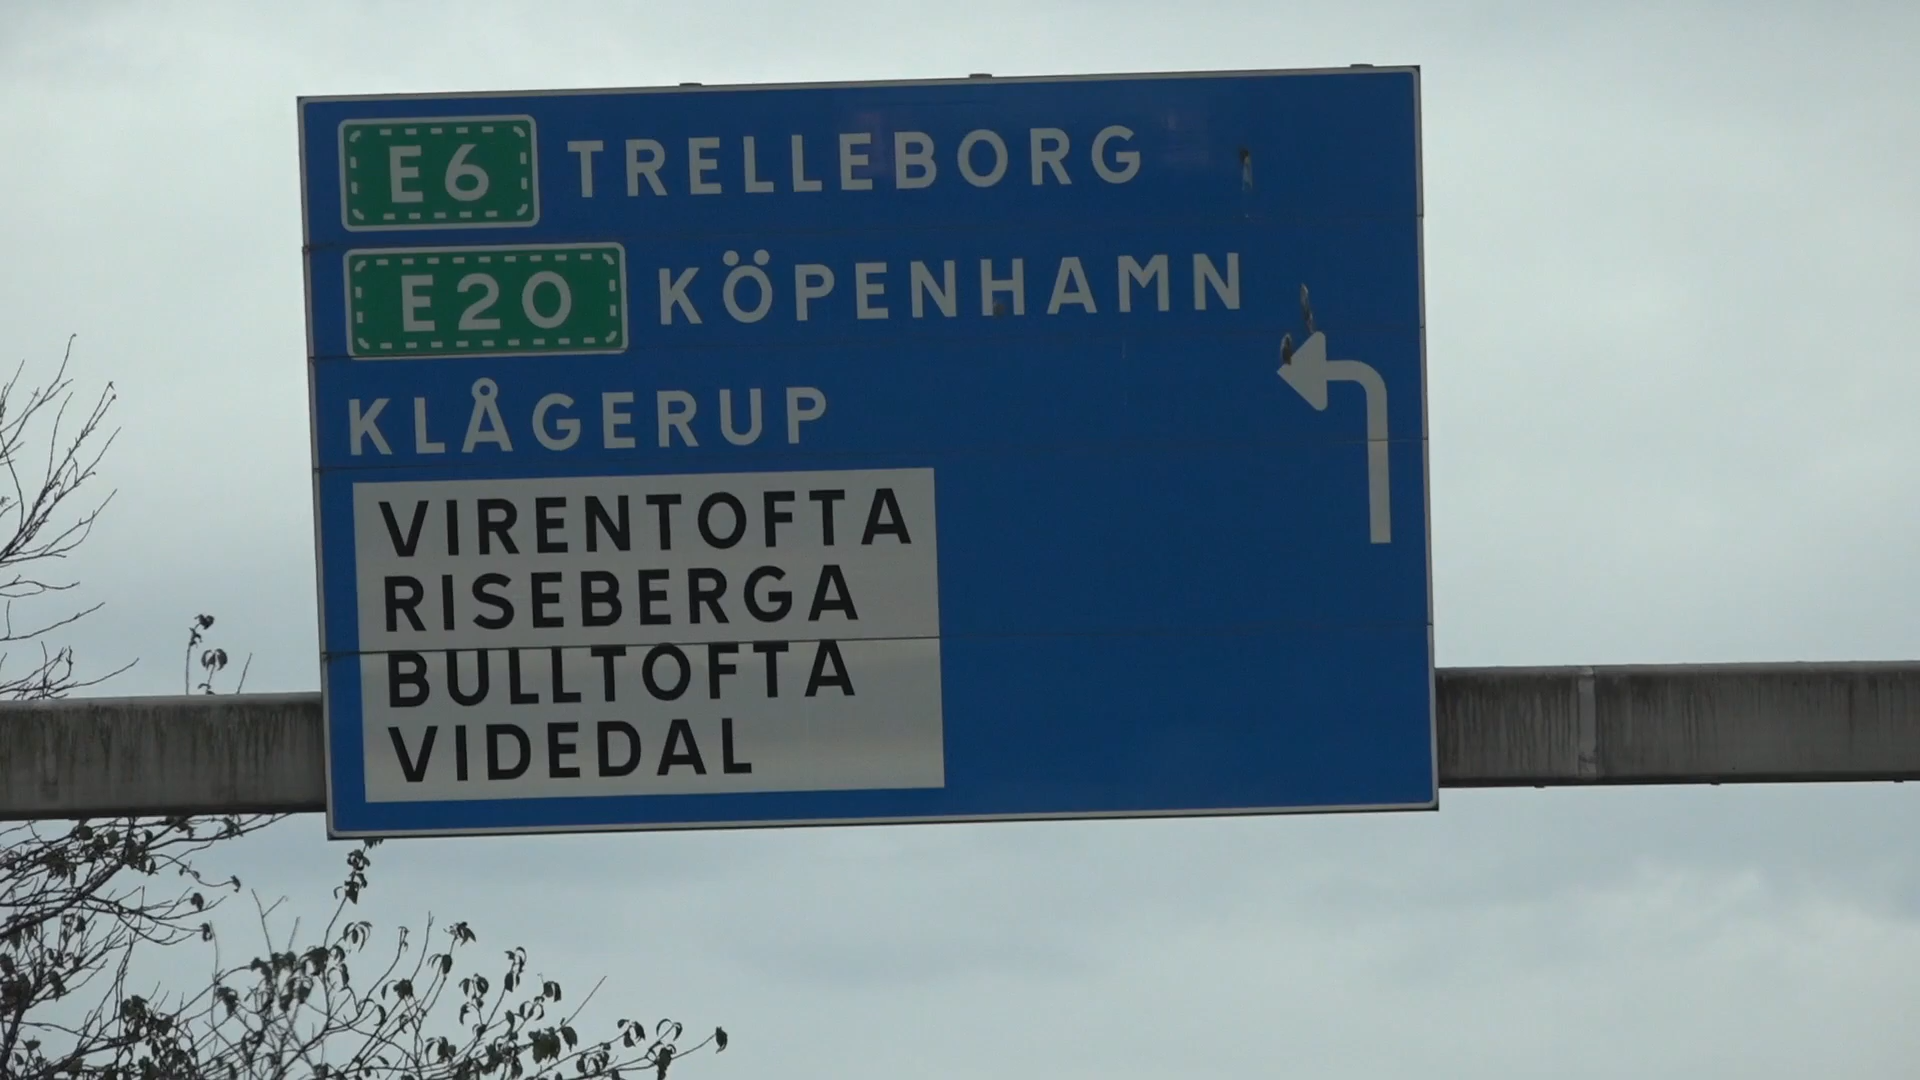 E6 TRELLEBORG
E20 KÖPENHAMN
KLÅGERUP
VIRENTOFTA
RISEBERGA
BULLTOFTA
VIDEDAL